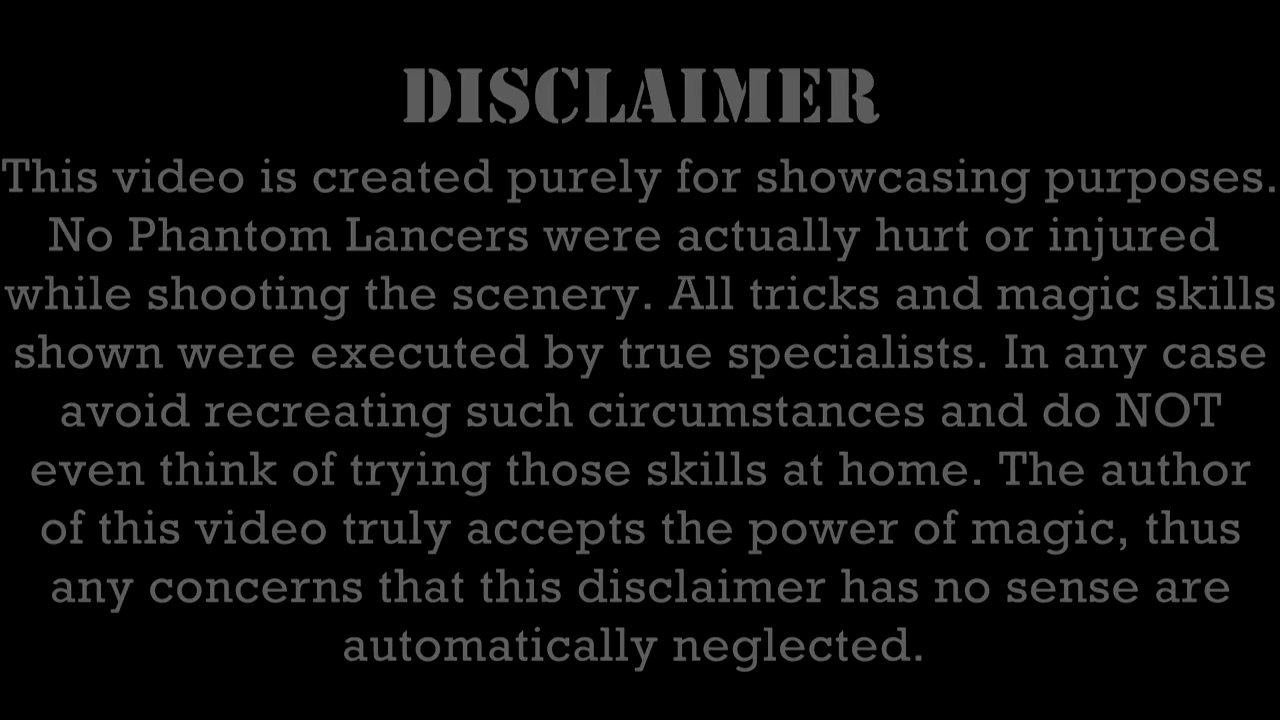 DISCLAIMER
This video is created purely for showcasing purposes.
No Phantom Lancers were actually hurt or injured
while shooting the scenery. All tricks and magic skills
shown were executed by true specialists. In any case
avoid recreating such circumstances and do NOT
even think of trying those skills at home. The author
of this video truly accepts the power of magic, thus
any concerns that this disclaimer has no sense are
automatically neglected.